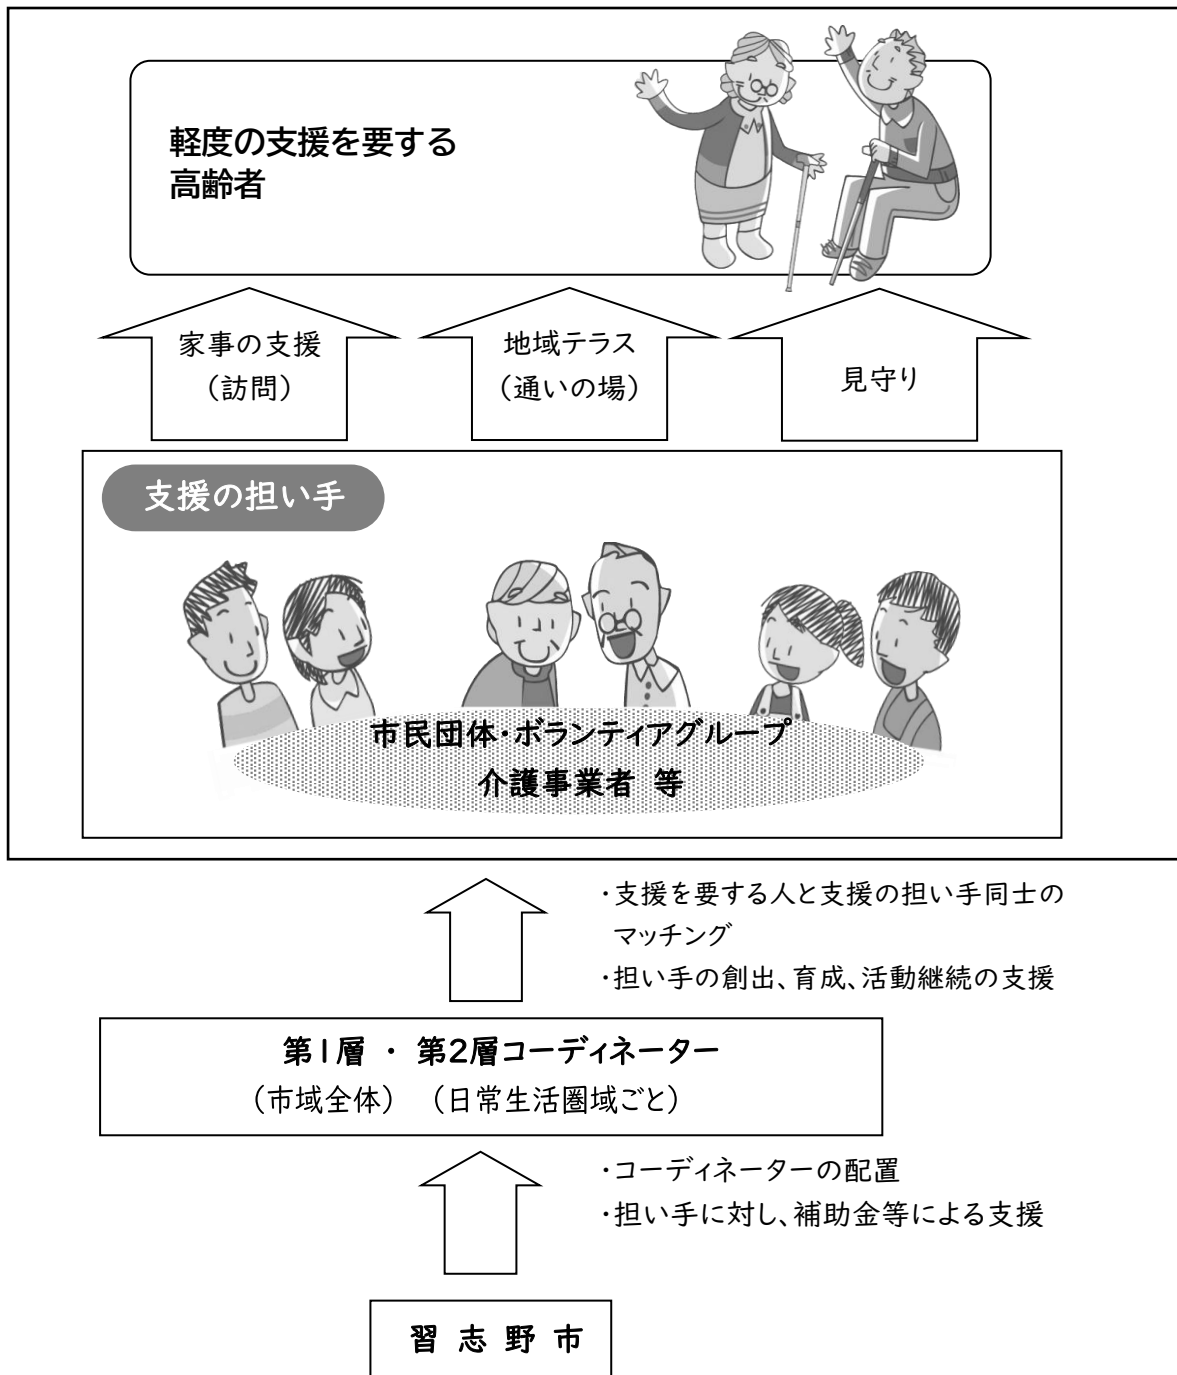 軽度の支援を要する
高齢者
家事の支援
（訪問）
地域テラス
（通いの場）
見守り
支援の担い手
市民団体・ボランティアグループ
介護事業者 等
・支援を要する人と支援の担い手同士の
マッチング
・担い手の創出、育成、活動継続の支援
第1層 ・ 第2層コーディネーター
（市域全体） （日常生活圏域ごと）
・コーディネーターの配置
・担い手に対し、補助金等による支援
習 志 野 市